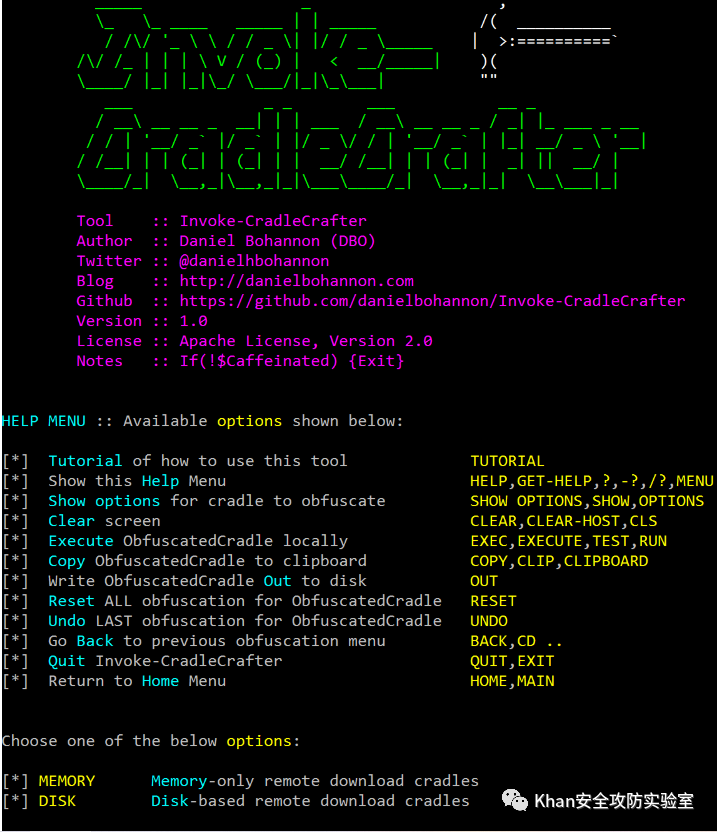 Invoke-
CradleCrafter
Tool    :: Invoke-CradleCrafter
Author  :: Daniel Bohannon (DBO)
Twitter :: @danielhbohannon
Blog    :: http://danielbohannon.com
Github  :: https://github.com/danielbohannon/Invoke-CradleCrafter
Version :: 1.0
License :: Apache License, Version 2.0
Notes   :: If(!$Caffeinated) {Exit}
HELP MENU :: Available options shown below:
[*]  Tutorial of how to use this tool             TUTORIAL
[*]  Show this Help Menu                          HELP,GET-HELP,?,-?,/?,MENU
[*]  Show options for cradle to obfuscate         SHOW OPTIONS,SHOW,OPTIONS
[*]  Clear screen                                 CLEAR,CLEAR-HOST,CLS
[*]  Execute ObfuscatedCradle locally             EXEC,EXECUTE,TEST,RUN
[*]  Copy ObfuscatedCradle to clipboard           COPY,CLIP,CLIPBOARD
[*]  Write ObfuscatedCradle Out to disk           OUT
[*]  Reset ALL obfuscation for ObfuscatedCradle   RESET
[*]  Undo LAST obfuscation for ObfuscatedCradle   UNDO
[*]  Go Back to previous obfuscation menu         BACK,CD ..
[*]  Quit Invoke-CradleCrafter                    QUIT,EXIT
[*]  Return to Home Menu                          HOME,MAIN
Choose one of the below options:
[*] MEMORY      Memory-only remote download cradles
[*] DISK        Disk-based remote download cradles
Khan安全攻防实验室